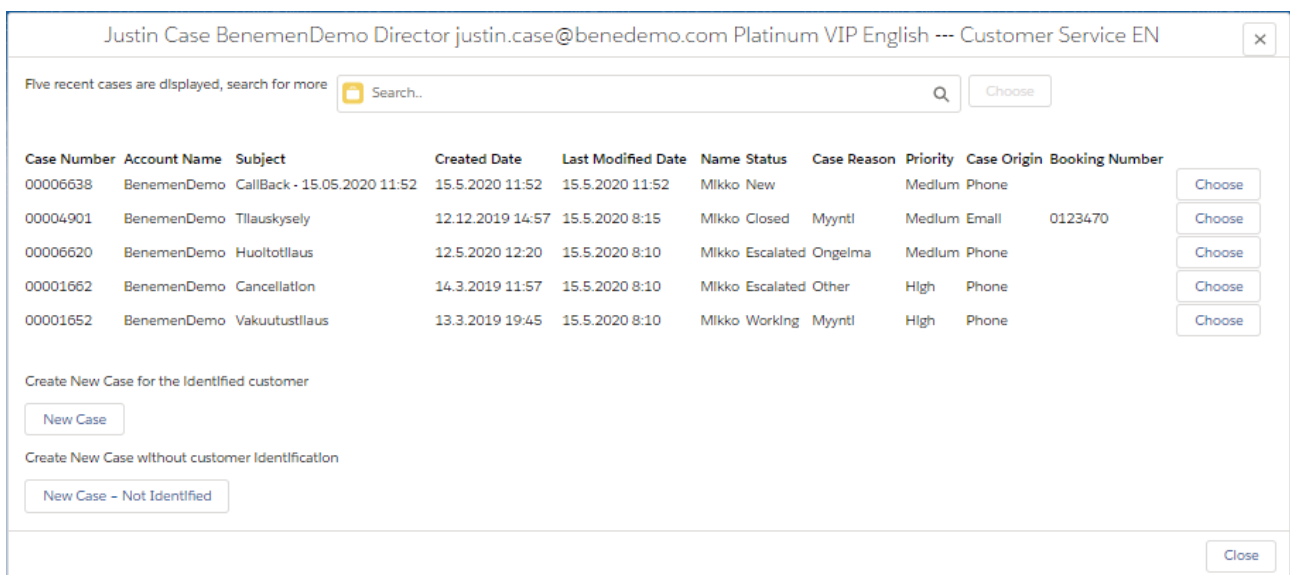 Justin Case BenemenDemo Director justin.case@benedemo.com Platinum VIP English --- Customer Service EN ×
Five recent cases are displayed, search for more Search.. Choose
Case Number Account Name Subject Created Date Last Modified Date Name Status Case Reason Priority Case Origin Booking Number
00006638 BenemenDemo CallBack - 15.05.2020 11:52 15.5.2020 11:52 15.5.2020 11:52 Mikko New Medium Phone Choose
00004901 BenemenDemo Tilauskysely 12.12.2019 14:57 15.5.2020 8:15 Mikko Closed Myynti Medium Email 0123470 Choose
00006620 BenemenDemo Huoltotilaus 12.5.2020 12:20 15.5.2020 8:10 Mikko Escalated Ongelma Medium Phone Choose
00001662 BenemenDemo Cancellation 14.3.2019 11:57 15.5.2020 8:10 Mikko Escalated Other High Phone Choose
00001652 BenemenDemo Vakuutustilaus 13.3.2019 19:45 15.5.2020 8:10 Mikko Working Myynti High Phone Choose
Create New Case for the identified customer
New Case
Create New Case without customer identification
New Case – Not Identified
Close